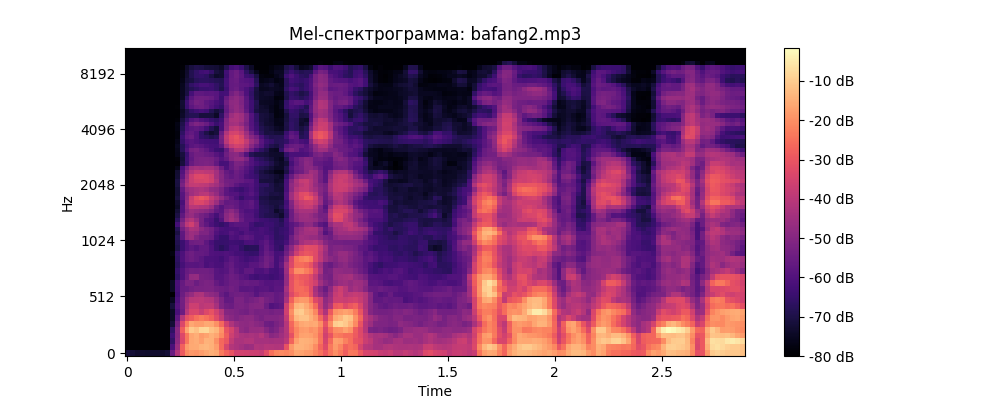 Mel-спектрограмма: bafang2.mp3
8192
4096
2048
1024
512
0
Hz
0
0.5
1
1.5
2
2.5
Time
-10 dB
-20 dB
-30 dB
-40 dB
-50 dB
-60 dB
-70 dB
-80 dB